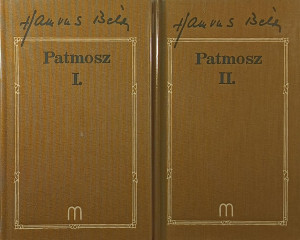 Hamvas Béla
Patmosz
I.
m
Hamvas Béla
Patmosz
II.
m